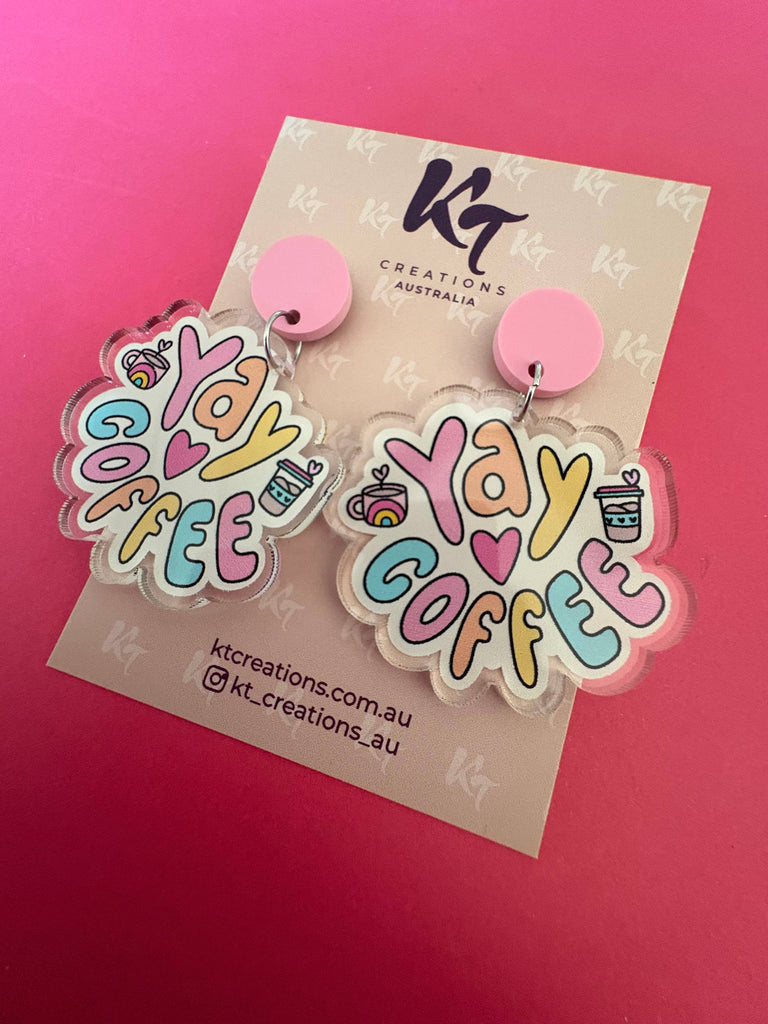 KT
CREATIONS
AUSTRALIA
Yay
COFFEE
Yay
COFFEE
ktcreations.com.au
kt_creations_au